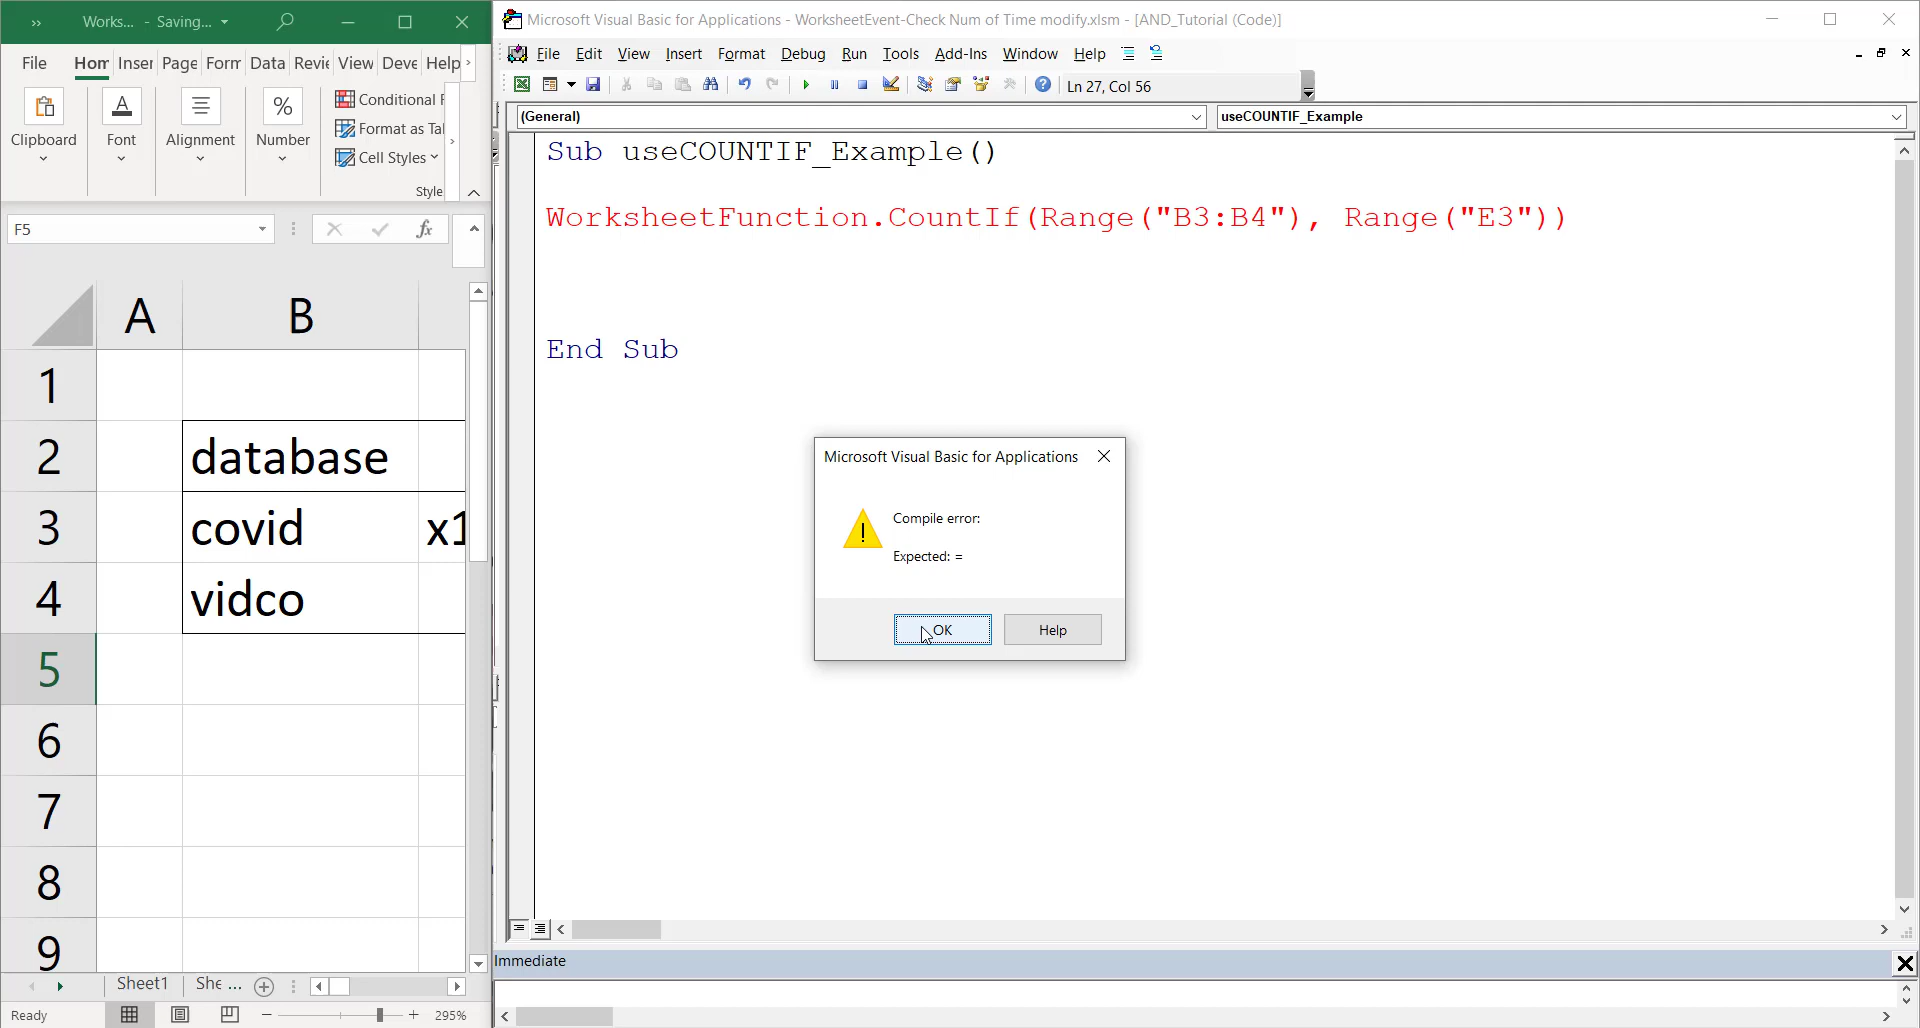 ›› Works... - Saving...
File Hom Inser Page Form Data Revie View Deve Help
Clipboard Font Alignment Number
%
Conditional F
Format as Tal
Cell Styles
Style
F5
fx
A B
1
2 database
3 covid x1
4 vidco
5
6
7
8
9
Sheet1 She ...
Ready 295%
Microsoft Visual Basic for Applications - WorksheetEvent-Check Num of Time modify.xlsm - [AND_Tutorial (Code)]
File Edit View Insert Format Debug Run Tools Add-Ins Window Help
Ln 27, Col 56
(General) useCOUNTIF_Example
Sub useCOUNTIF_Example()
WorksheetFunction.CountIf(Range("B3:B4"), Range("E3"))
End Sub
Microsoft Visual Basic for Applications
Compile error:
Expected: =
OK Help
Immediate